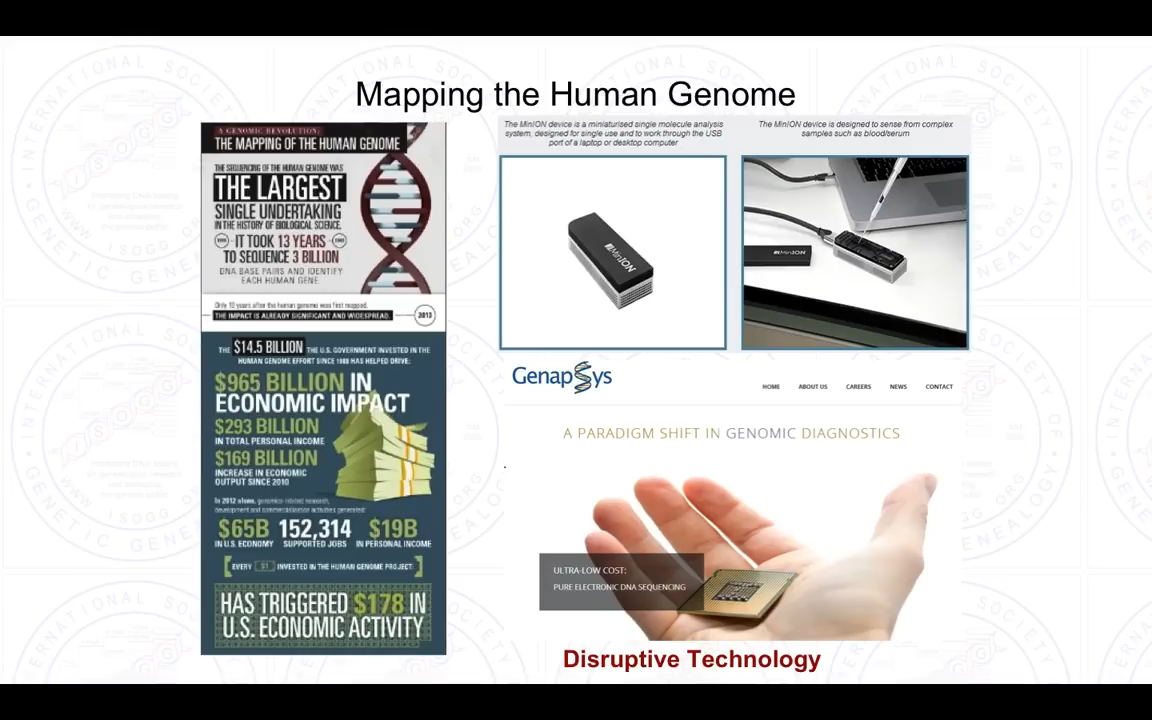 Mapping the Human Genome
A GENOMIC REVOLUTION:
THE MAPPING OF THE HUMAN GENOME
THE SEQUENCING OF THE HUMAN GENOME WAS
THE LARGEST
SINGLE UNDERTAKING
IN THE HISTORY OF BIOLOGICAL SCIENCE.
IT TOOK 13 YEARS
TO SEQUENCE 3 BILLION
DNA BASE PAIRS AND IDENTIFY
EACH HUMAN GENE.
Only 10 years after the human genome was first mapped,
THE IMPACT IS ALREADY SIGNIFICANT AND WIDESPREAD.
2013
THE $14.5 BILLION THE U.S. GOVERNMENT INVESTED IN THE
HUMAN GENOME EFFORT SINCE 1988 HAS HELPED DRIVE:
$965 BILLION IN
ECONOMIC IMPACT
$293 BILLION
IN TOTAL PERSONAL INCOME
$169 BILLION
INCREASE IN ECONOMIC
OUTPUT SINCE 2010
In 2012 alone, genomics-related research,
development and commercialization activities generated:
$65B 152,314 $19B
IN U.S. ECONOMY SUPPORTED JOBS IN PERSONAL INCOME
EVERY $1 INVESTED IN THE HUMAN GENOME PROJECT
HAS TRIGGERED $178 IN
U.S. ECONOMIC ACTIVITY
The MinION device is a miniaturised single molecule analysis
system, designed for single use and to work through the USB
port of a laptop or desktop computer
The MinION device is designed to sense from complex
samples such as blood/serum
MinION
MinION
GenapSys
HOME ABOUT US CAREERS NEWS CONTACT
A PARADIGM SHIFT IN GENOMIC DIAGNOSTICS
ULTRA-LOW COST:
PURE ELECTRONIC DNA SEQUENCING
Disruptive Technology